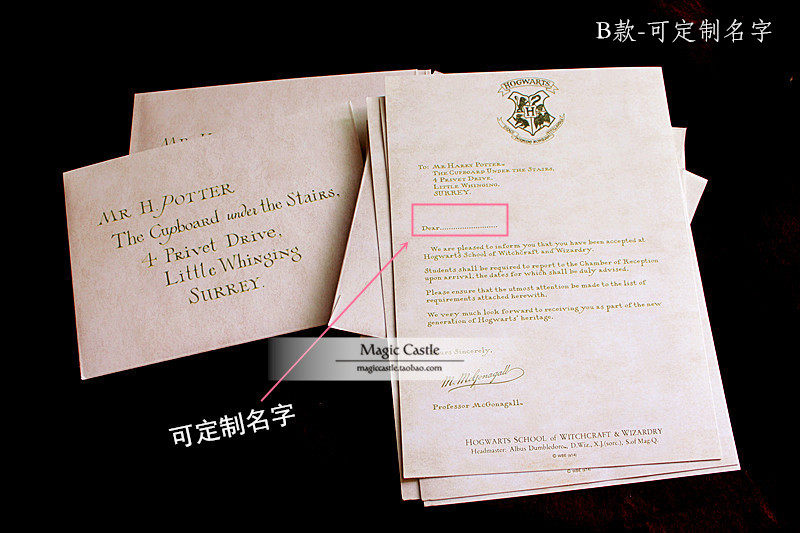 B款-可定制名字
MR H POTTER
The Cupboard under the Stairs,
4 Privet Drive,
Little Whinging
SURREY.
HOGWARTS
H
TO: MR HARRY POTTER,
THE CUPBOARD UNDER THE STAIRS,
4 PRIVET DRIVE,
LITTLE WHINGING,
SURREY.
Dear..........................
We are pleased to inform you that you have been accepted at
Hogwarts School of Witchcraft and Wizardry.
Students shall be required to report to the Chamber of Reception
upon arrival, the dates for which shall be duly advised.
Please ensure that the utmost attention be made to the list of
requirements attached herewith.
We very much look forward to receiving you as part of the new
generation of Hogwarts' heritage.
Sincerely,
M. McGonagall
Professor McGonagall
HOGWARTS SCHOOL of WITCHCRAFT & WIZARDRY
Headmaster: Albus Dumbledore, D.Wiz., X.J.(sorc.), S.of Mag.Q.
Magic Castle
magiccastle.taobao.com
可定制名字